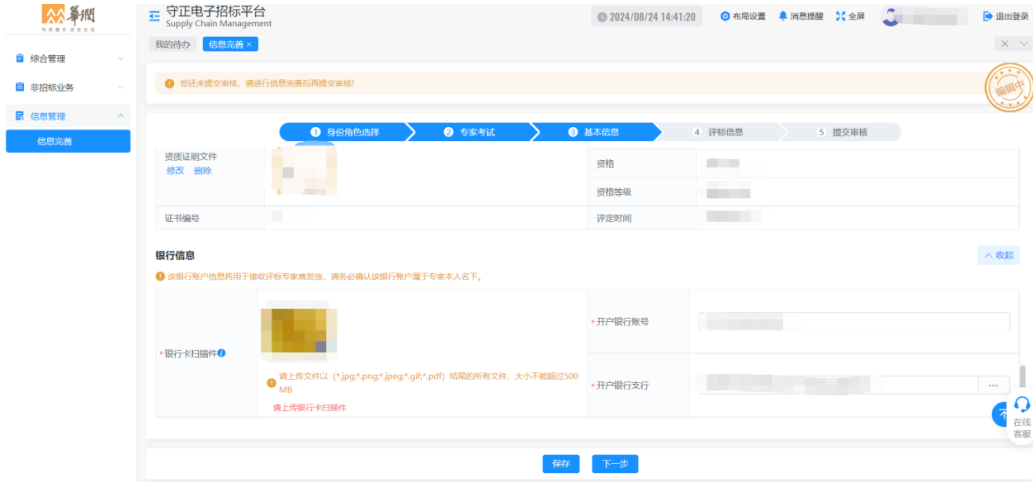 華潤
守正电子招标平台
Supply Chain Management
2024/08/24 14:41:20
布局设置
消息提醒
全屏
退出登录
我的待办
信息完善 ×
综合管理
非招标业务
信息管理
信息完善
您还未提交审核，请进行信息完善后再提交审核!
编辑中
1 身份角色选择
2 专家考试
3 基本信息
4 评标信息
5 提交审核
资质证明文件
修改 删除
资格
资格等级
证书编号
评定时间
银行信息
收起
该银行账户信息将用于接收评标专家费发放，请务必确认该银行账户属于专家本人名下。
*银行卡扫描件
请上传文件以（*.jpg;*.png;*.jpeg;*.gif;*.pdf）结尾的所有文件，大小不能超过500
MB
请上传银行卡扫描件
*开户银行账号
*开户银行支行
...
在线
客服
保存
下一步